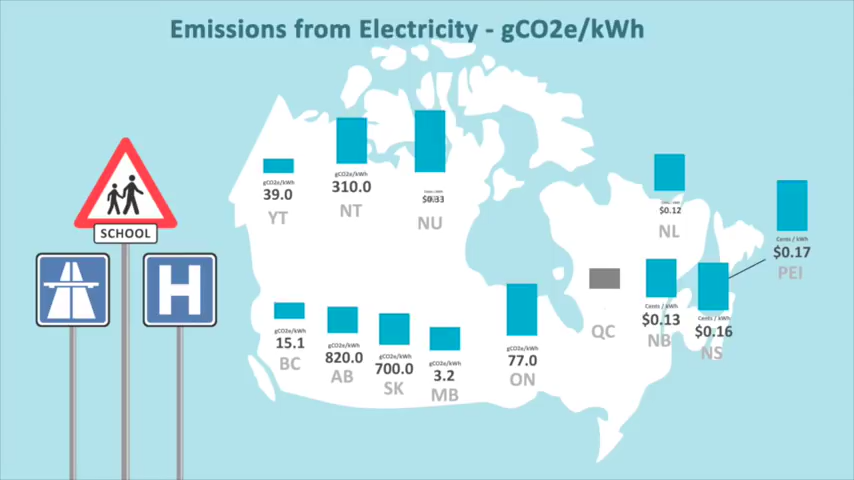 Emissions from Electricity - gCO2e/kWh
SCHOOL
H
gCO2e/kWh
39.0
YT
gCO2e/kWh
310.0
NT
NU
$0.12
NL
Cents / kWh
$0.17
PEI
gCO2e/kWh
15.1
BC
gCO2e/kWh
820.0
AB
gCO2e/kWh
700.0
SK
gCO2e/kWh
3.2
MB
gCO2e/kWh
77.0
ON
QC
Cents / kWh
$0.13
NB
Cents / kWh
$0.16
NS